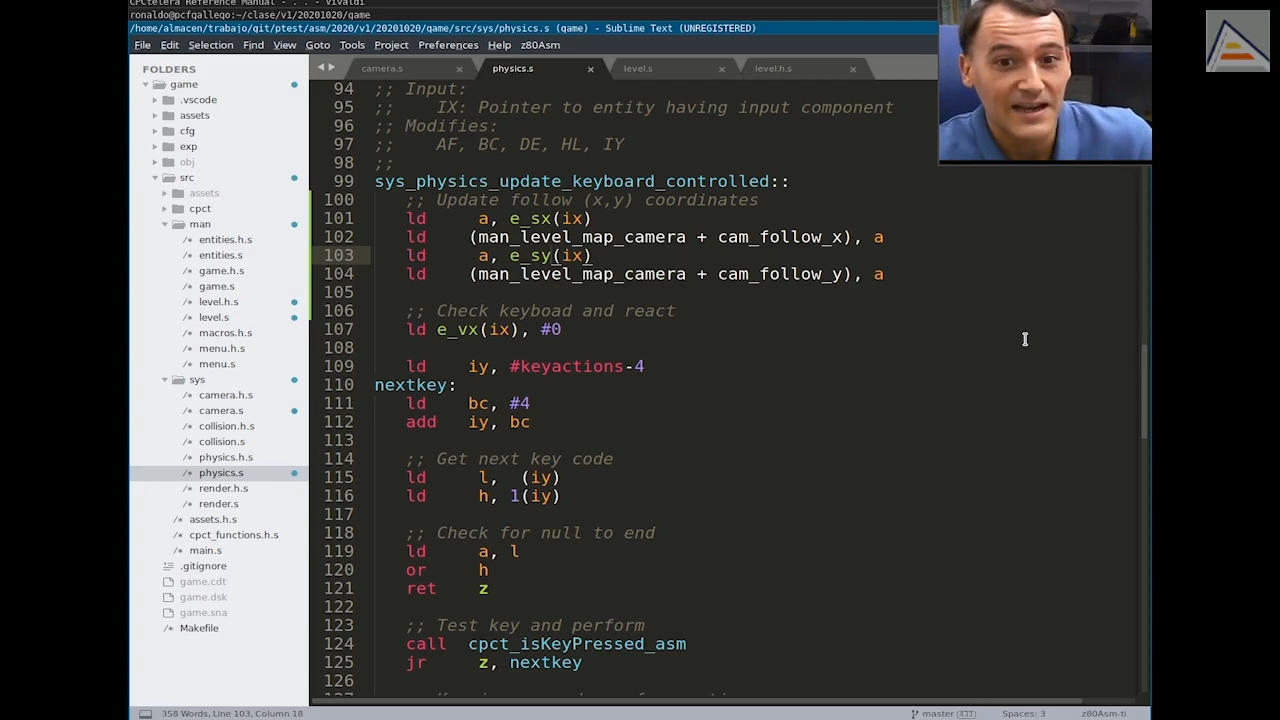 CPCtelera Reference Manual - . . - Vivaldi
ronaldo@pcfgallego:~/clase/v1/20201020/game
/home/almacen/trabajo/git/ptest/asm/2020/v1/20201020/game/src/sys/physics.s (game) - Sublime Text (UNREGISTERED)
File Edit Selection Find View Goto Tools Project Preferences Help z80Asm
FOLDERS
game
.vscode
assets
cfg
exp
obj
src
assets
cpct
man
entities.h.s
entities.s
game.h.s
game.s
level.h.s
level.s
macros.h.s
menu.h.s
menu.s
sys
camera.h.s
camera.s
collision.h.s
collision.s
physics.h.s
physics.s
render.h.s
render.s
assets.h.s
cpct_functions.h.s
main.s
.gitignore
game.cdt
game.dsk
game.sna
Makefile
camera.s × physics.s × level.s × level.h.s ×
94 ;; Input:
95 ;;    IX: Pointer to entity having input component
96 ;; Modifies:
97 ;;    AF, BC, DE, HL, IY
98 ;;
99 sys_physics_update_keyboard_controlled::
100    ;; Update follow (x,y) coordinates
101    ld     a, e_sx(ix)
102    ld    (man_level_map_camera + cam_follow_x), a
103    ld     a, e_sy(ix)
104    ld    (man_level_map_camera + cam_follow_y), a
105
106    ;; Check keyboad and react
107    ld e_vx(ix), #0
108
109    ld    iy, #keyactions-4
110 nextkey:
111    ld    bc, #4
112    add   iy, bc
113
114    ;; Get next key code
115    ld     l,  (iy)
116    ld     h, 1(iy)
117
118    ;; Check for null to end
119    ld     a, l
120    or     h
121    ret    z
122
123    ;; Test key and perform
124    call  cpct_isKeyPressed_asm
125    jr     z, nextkey
126
358 Words, Line 103, Column 18 master 431 Spaces: 3 z80Asm-ti